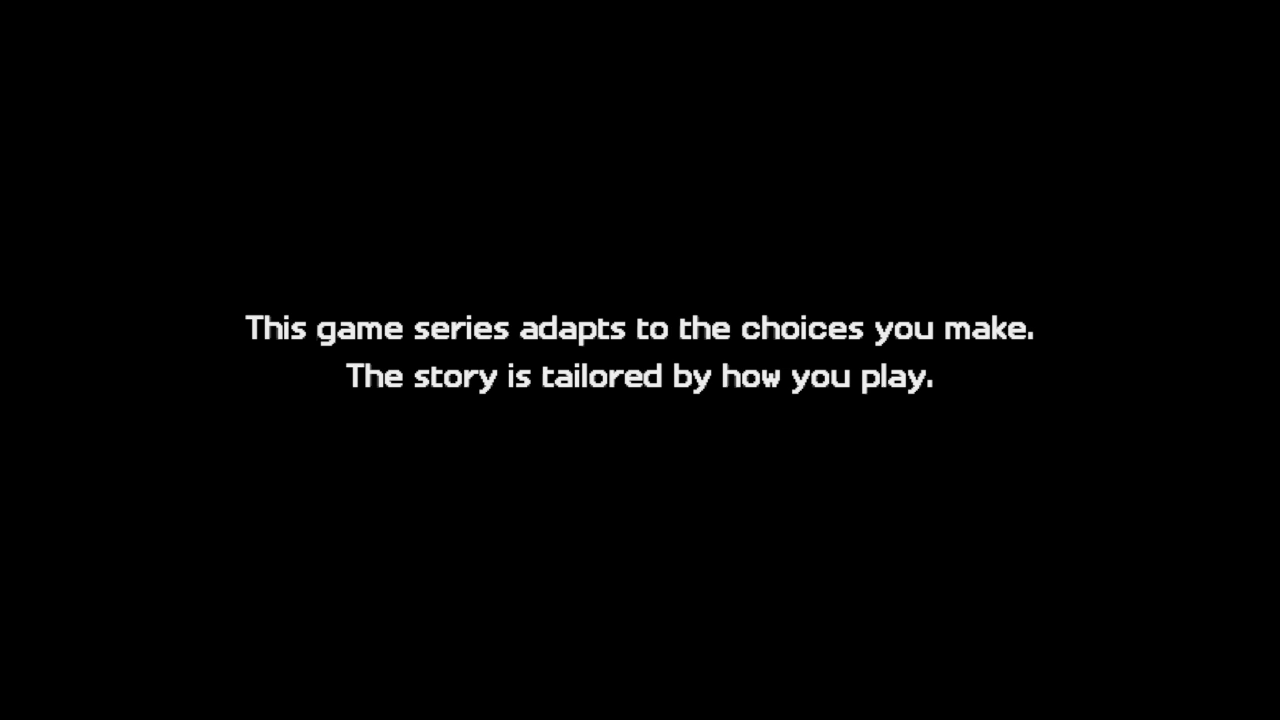 This game series adapts to the choices you make.
The story is tailored by how you play.